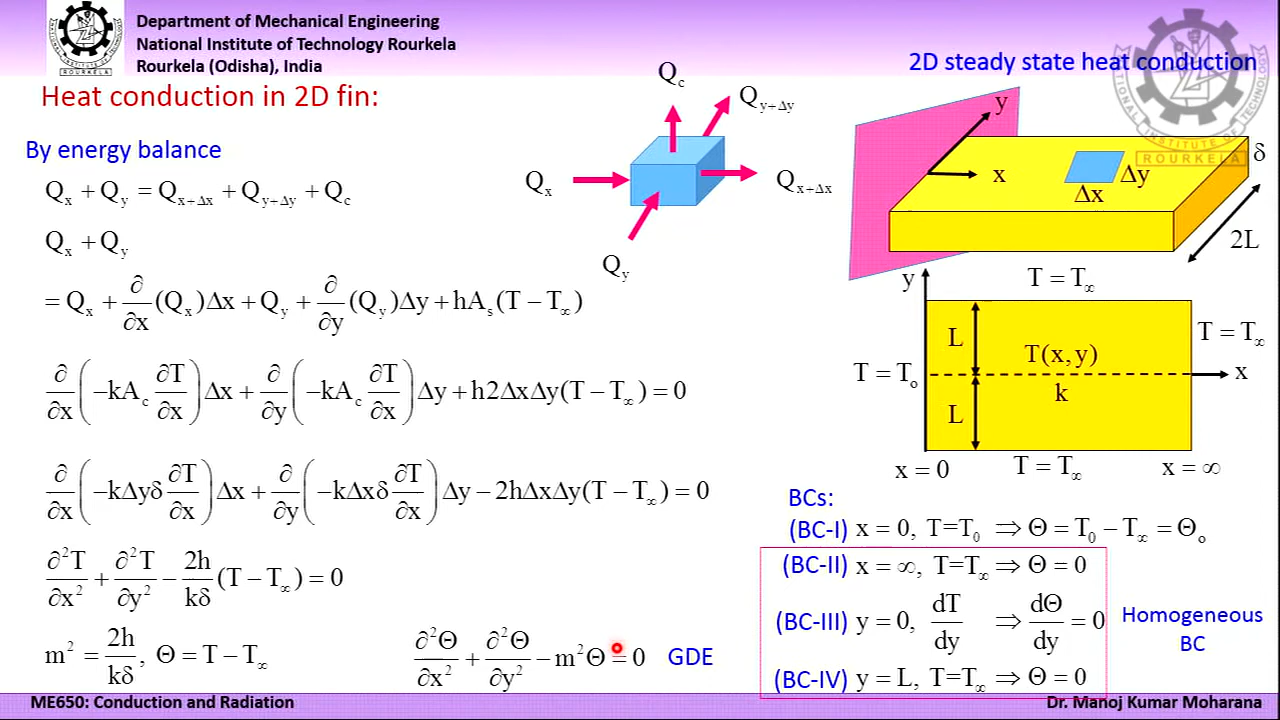 Department of Mechanical Engineering
National Institute of Technology Rourkela
Rourkela (Odisha), India
2D steady state heat conduction
Heat conduction in 2D fin:
By energy balance
Q_x + Q_y = Q_{x+Δx} + Q_{y+Δy} + Q_c
Q_x + Q_y
= Q_x + ∂/∂x (Q_x)Δx + Q_y + ∂/∂y (Q_y)Δy + hA_s(T − T_∞)
∂/∂x (−kA_c ∂T/∂x) Δx + ∂/∂y (−kA_c ∂T/∂x) Δy + h2ΔxΔy(T − T_∞) = 0
∂/∂x (−kΔyδ ∂T/∂x) Δx + ∂/∂y (−kΔxδ ∂T/∂x) Δy − 2hΔxΔy(T − T_∞) = 0
∂²T/∂x² + ∂²T/∂y² − 2h/kδ (T − T_∞) = 0
m² = 2h/kδ, Θ = T − T_∞
∂²Θ/∂x² + ∂²Θ/∂y² − m²Θ = 0 GDE
Q_c
Q_{y+Δy}
Q_x
Q_{x+Δx}
Q_y
y
x
Δy
Δx
δ
2L
y
T = T_∞
L
T(x, y)
T = T_∞
T = T_o
x
k
L
x = 0
T = T_∞
x = ∞
BCs:
(BC-I) x = 0, T=T_0 ⇒ Θ = T_0 − T_∞ = Θ_o
(BC-II) x = ∞, T=T_∞ ⇒ Θ = 0
(BC-III) y = 0, dT/dy ⇒ dΘ/dy = 0
(BC-IV) y = L, T=T_∞ ⇒ Θ = 0
Homogeneous
BC
ME650: Conduction and Radiation
Dr. Manoj Kumar Moharana
ROURKELA